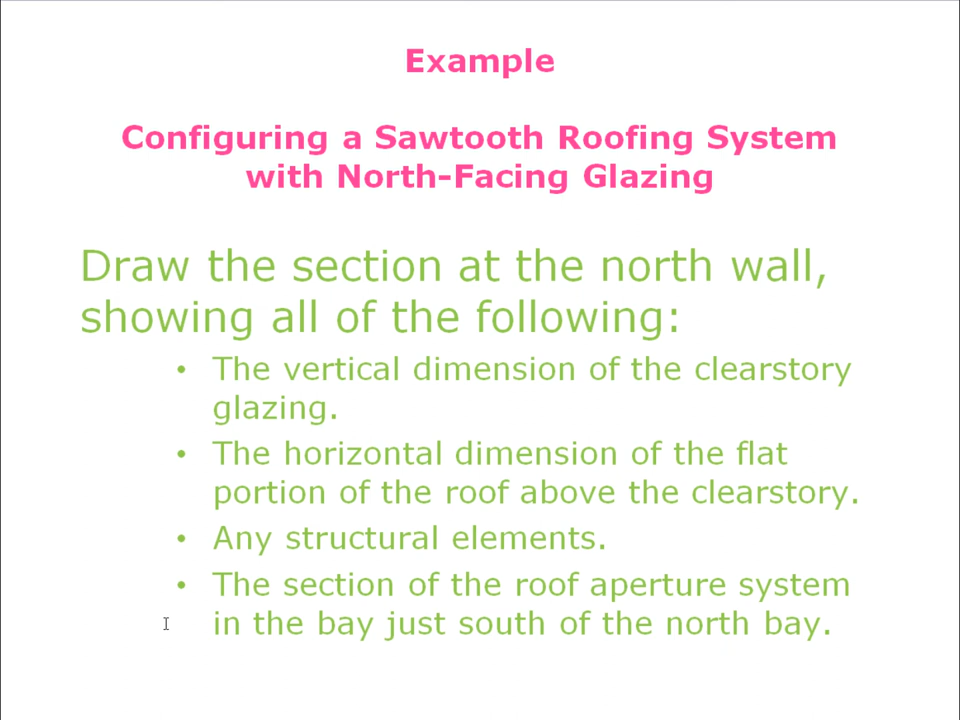 Example
Configuring a Sawtooth Roofing System
with North-Facing Glazing
Draw the section at the north wall,
showing all of the following:
• The vertical dimension of the clearstory
glazing.
• The horizontal dimension of the flat
portion of the roof above the clearstory.
• Any structural elements.
• The section of the roof aperture system
in the bay just south of the north bay.